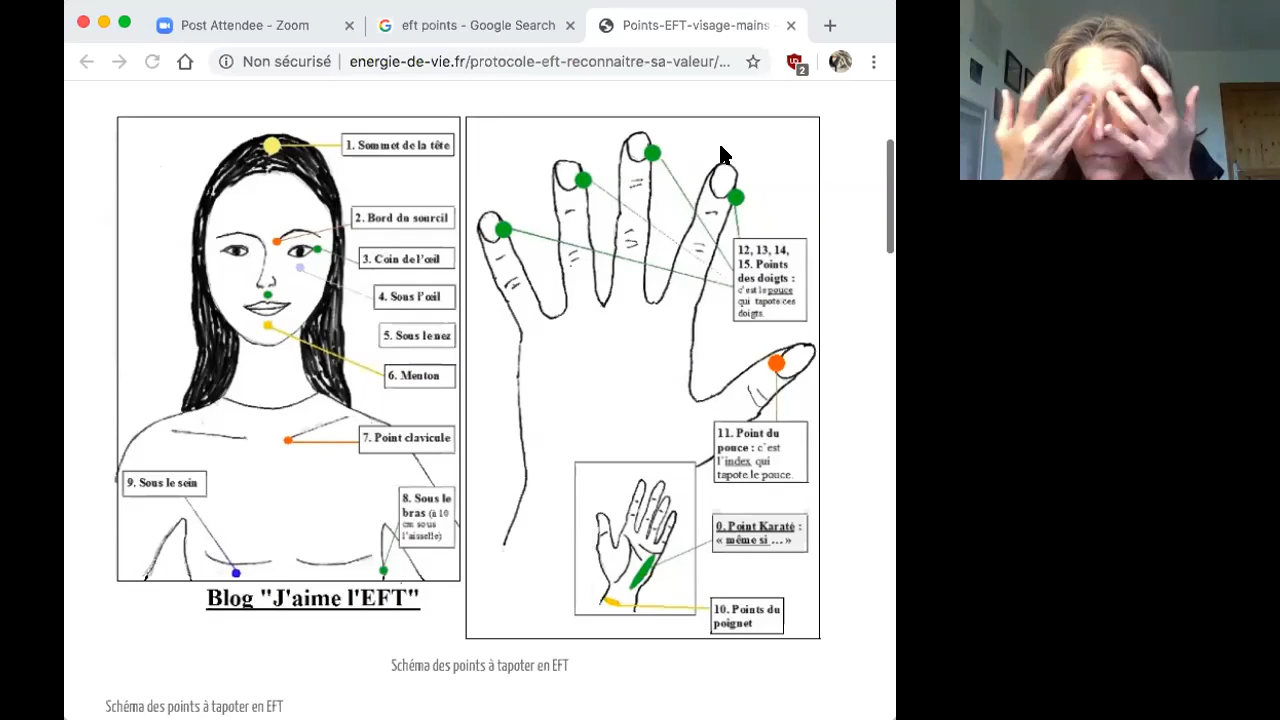 Post Attendee - Zoom
eft points - Google Search
Points-EFT-visage-mains
Non sécurisé
energie-de-vie.fr/protocole-eft-reconnaitre-sa-valeur/...
2
1. Sommet de la tête
2. Bord du sourcil
3. Coin de l'œil
4. Sous l'œil
5. Sous le nez
6. Menton
7. Point clavicule
8. Sous le
bras (à 10
cm sous
l'aisselle)
9. Sous le sein
Blog "J'aime l'EFT"
12, 13, 14,
15. Points
des doigts :
c'est le pouce
qui tapote ces
doigts.
11. Point du
pouce : c'est
l'index qui
tapote le pouce.
0. Point Karaté :
« même si ... »
10. Points du
poignet
Schéma des points à tapoter en EFT
Schéma des points à tapoter en EFT